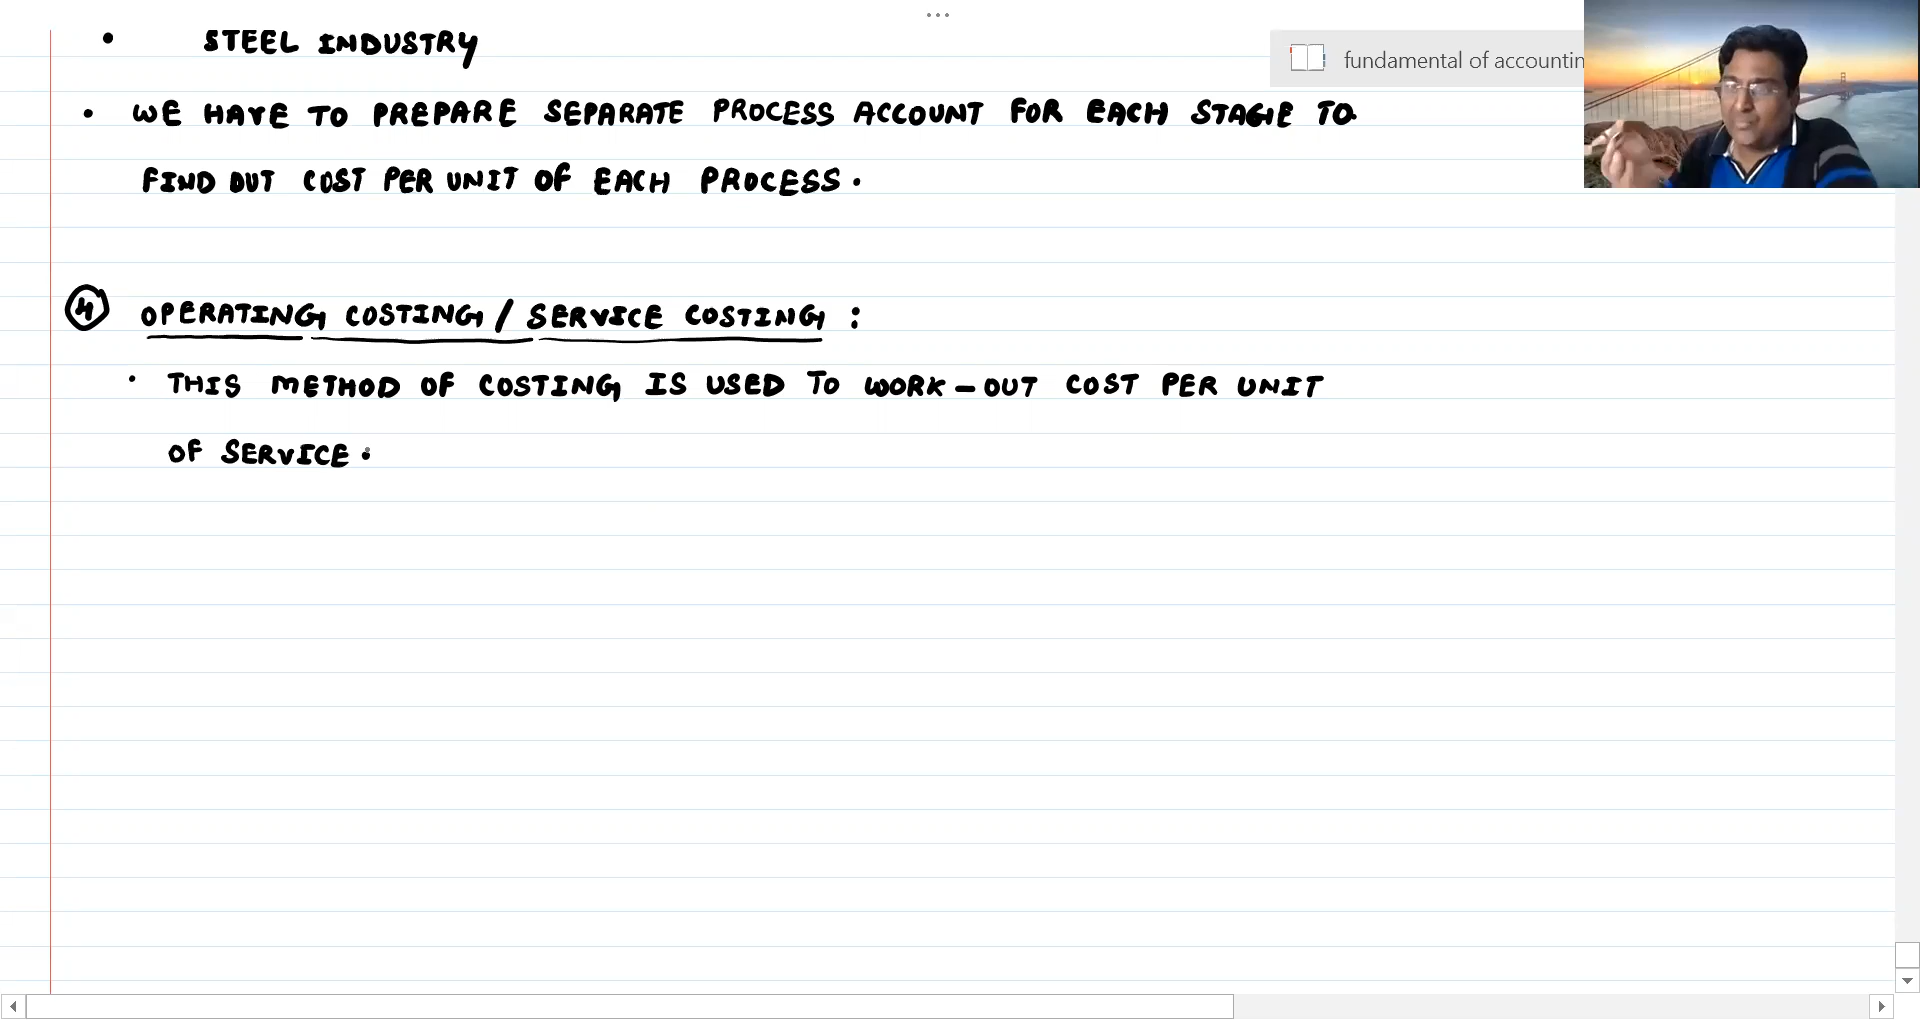 • STEEL INDUSTRY
fundamental of accountin
• WE HAVE TO PREPARE SEPARATE PROCESS ACCOUNT FOR EACH STAGE TO
FIND OUT COST PER UNIT OF EACH PROCESS.
4 OPERATING COSTING / SERVICE COSTING :
• THIS METHOD OF COSTING IS USED TO WORK-OUT COST PER UNIT
OF SERVICE.